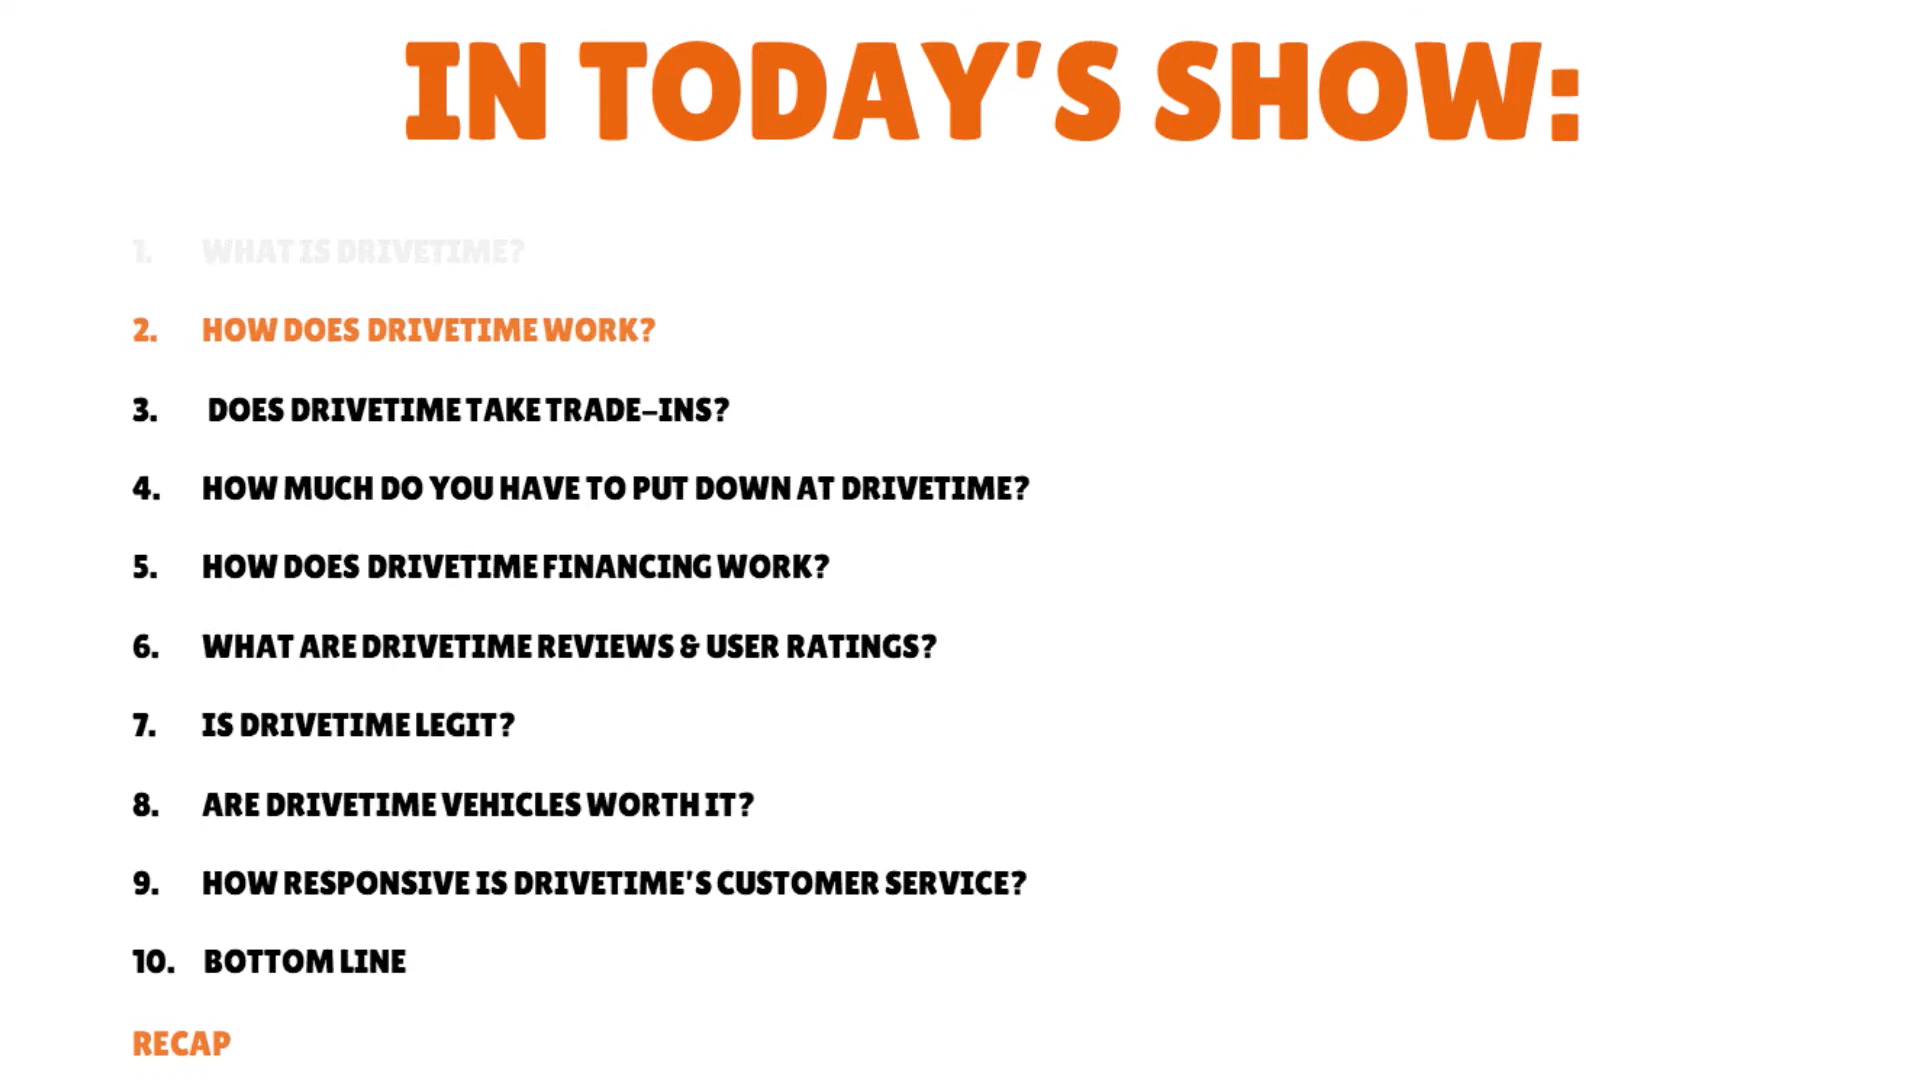 IN TODAY'S SHOW:
1. WHAT IS DRIVETIME?
2. HOW DOES DRIVETIME WORK?
3. DOES DRIVETIME TAKE TRADE-INS?
4. HOW MUCH DO YOU HAVE TO PUT DOWN AT DRIVETIME?
5. HOW DOES DRIVETIME FINANCING WORK?
6. WHAT ARE DRIVETIME REVIEWS & USER RATINGS?
7. IS DRIVETIME LEGIT?
8. ARE DRIVETIME VEHICLES WORTH IT?
9. HOW RESPONSIVE IS DRIVETIME'S CUSTOMER SERVICE?
10. BOTTOM LINE
RECAP